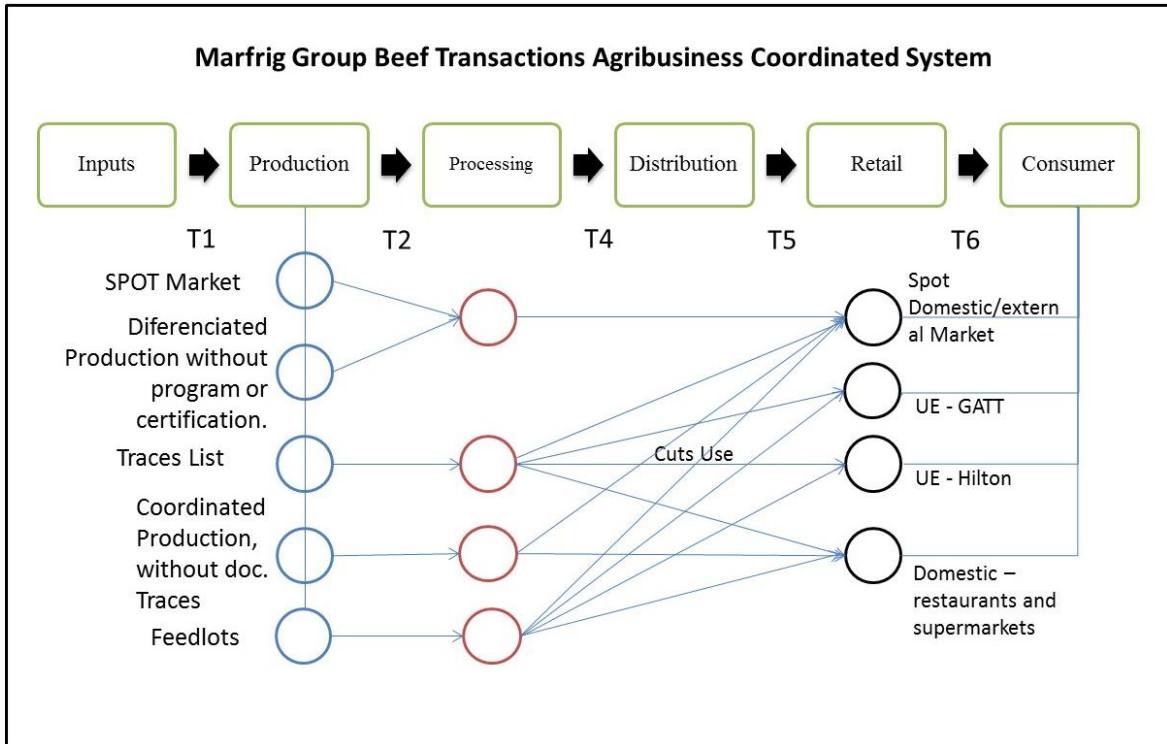 Marfrig Group Beef Transactions Agribusiness Coordinated System
Inputs
Production
Processing
Distribution
Retail
Consumer
T1
T2
T4
T5
T6
SPOT Market
Diferenciated
Production without
program or
certification.
Traces List
Coordinated
Production,
without doc.
Traces
Feedlots
Cuts Use
Spot
Domestic/extern
al Market
UE - GATT
UE - Hilton
Domestic –
restaurants and
supermarkets